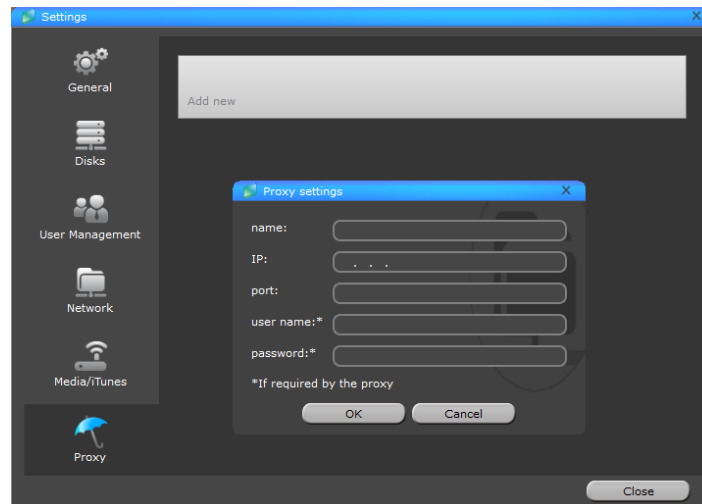 Settings
X
General
Disks
User Management
Network
Media/iTunes
Proxy
Add new
Proxy settings
X
name:
IP:
. . .
port:
user name:*
password:*
*If required by the proxy
OK
Cancel
Close